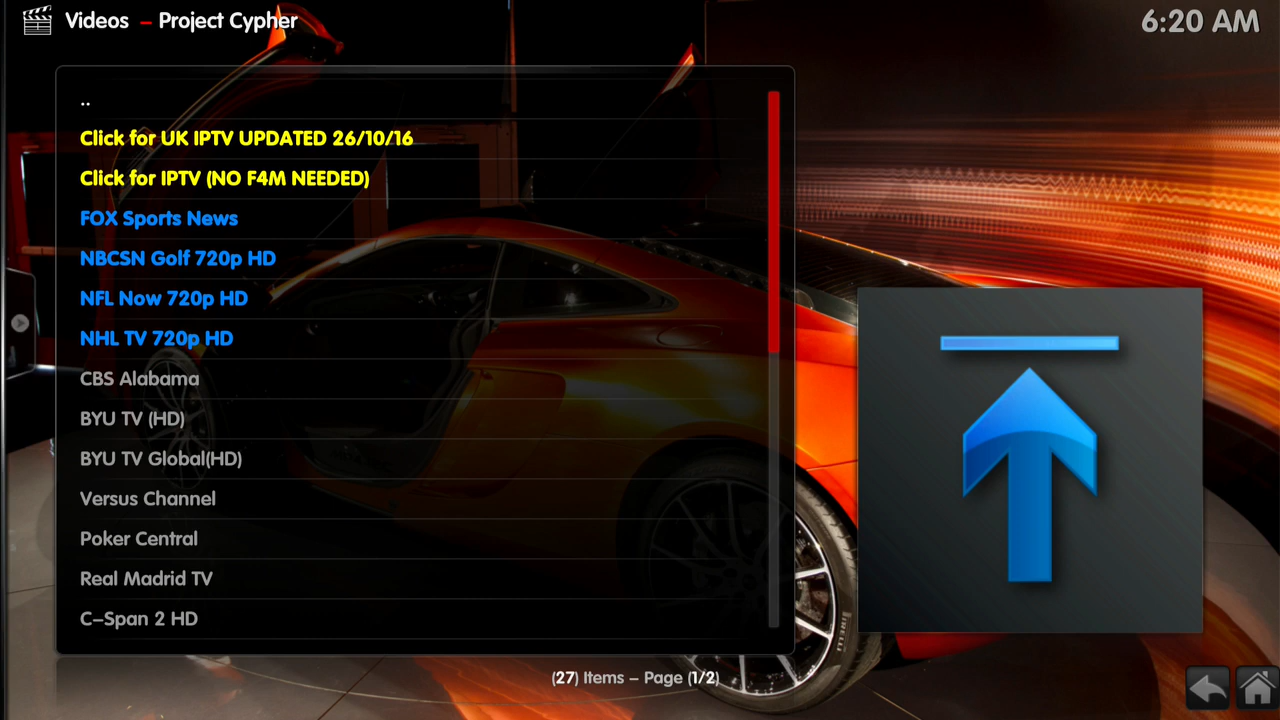 Videos – Project Cypher
6:20 AM
..
Click for UK IPTV UPDATED 26/10/16
Click for IPTV (NO F4M NEEDED)
FOX Sports News
NBCSN Golf 720p HD
NFL Now 720p HD
NHL TV 720p HD
CBS Alabama
BYU TV (HD)
BYU TV Global(HD)
Versus Channel
Poker Central
Real Madrid TV
C–Span 2 HD
PIRELLI
(27) Items – Page (1/2)